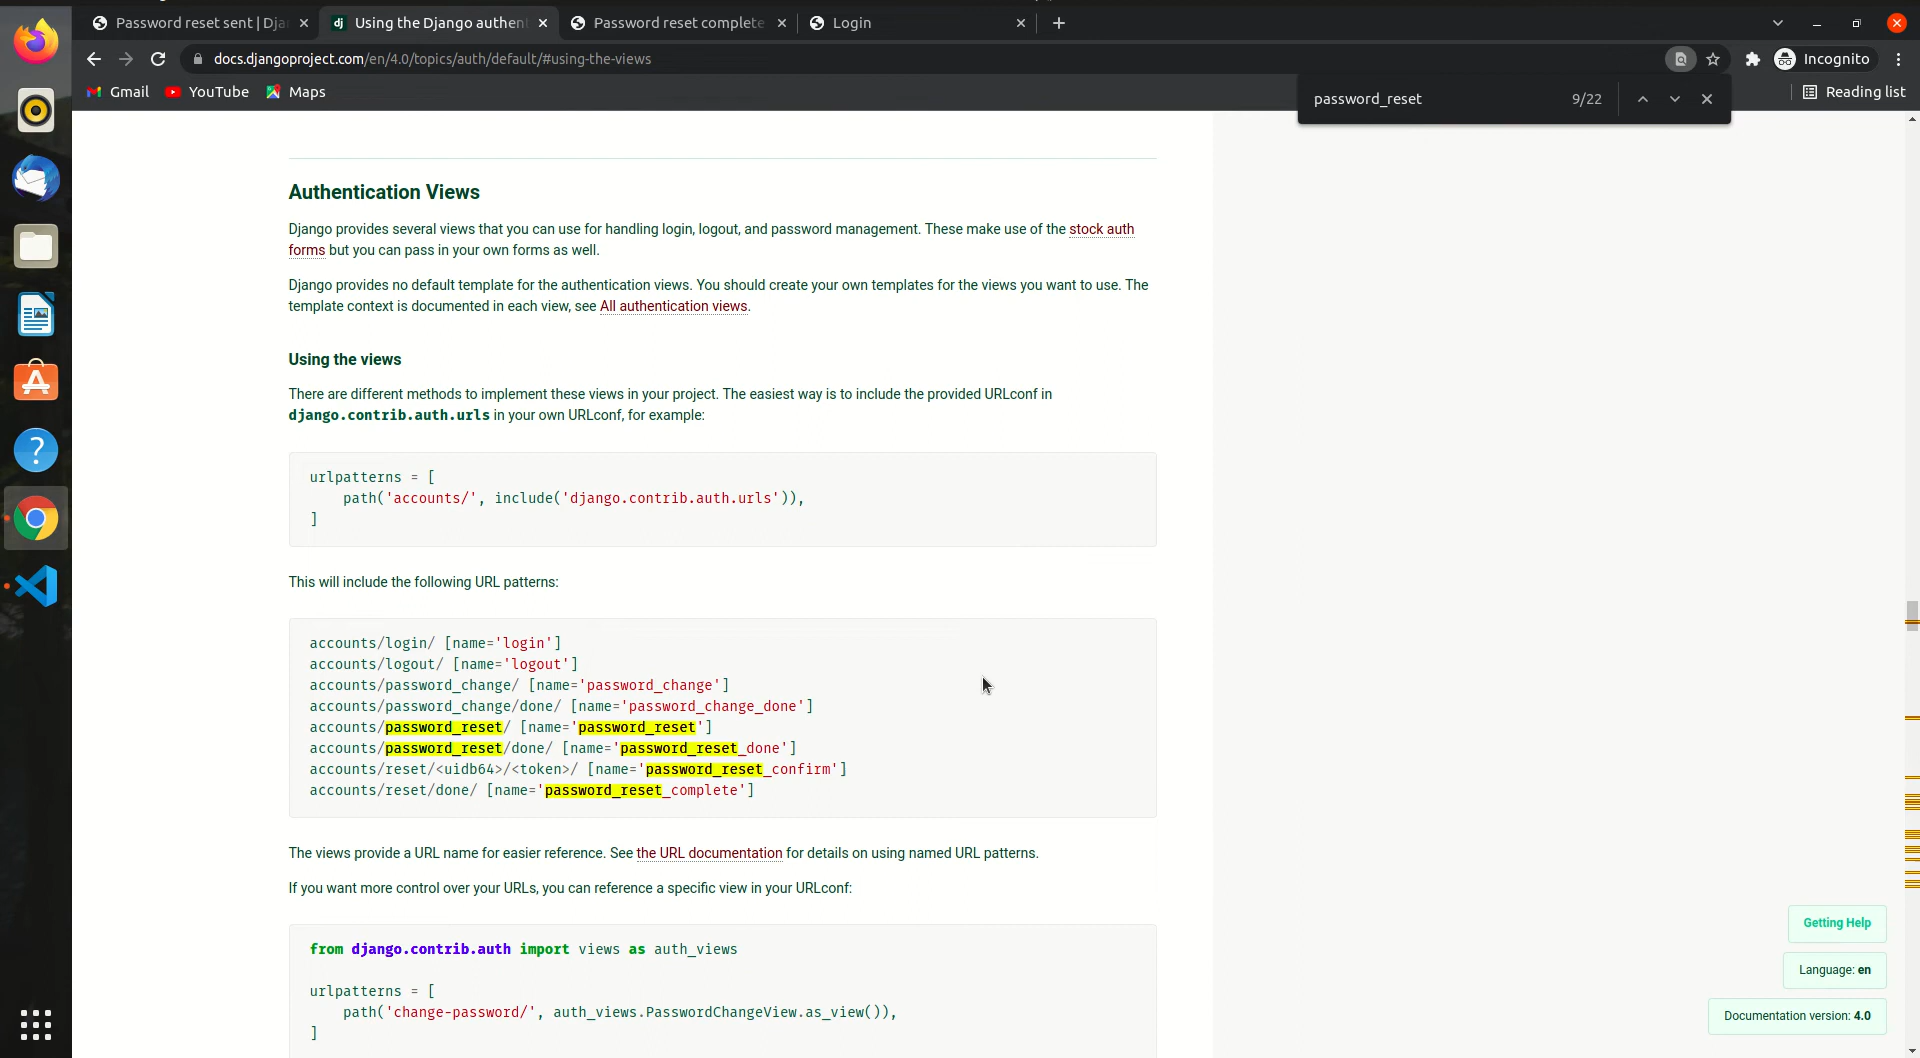 Password reset sent | Dja
Using the Django authen
Password reset complete
Login
docs.djangoproject.com/en/4.0/topics/auth/default/#using-the-views
Incognito
Gmail
YouTube
Maps
password_reset
9/22
Reading list
Authentication Views
Django provides several views that you can use for handling login, logout, and password management. These make use of the stock auth
forms but you can pass in your own forms as well.
Django provides no default template for the authentication views. You should create your own templates for the views you want to use. The
template context is documented in each view, see All authentication views.
Using the views
There are different methods to implement these views in your project. The easiest way is to include the provided URLconf in
django.contrib.auth.urls in your own URLconf, for example:
urlpatterns = [
path('accounts/', include('django.contrib.auth.urls')),
]
This will include the following URL patterns:
accounts/login/ [name='login']
accounts/logout/ [name='logout']
accounts/password_change/ [name='password_change']
accounts/password_change/done/ [name='password_change_done']
accounts/password_reset/ [name='password_reset']
accounts/password_reset/done/ [name='password_reset_done']
accounts/reset/<uidb64>/<token>/ [name='password_reset_confirm']
accounts/reset/done/ [name='password_reset_complete']
The views provide a URL name for easier reference. See the URL documentation for details on using named URL patterns.
If you want more control over your URLs, you can reference a specific view in your URLconf:
from django.contrib.auth import views as auth_views
urlpatterns = [
path('change-password/', auth_views.PasswordChangeView.as_view()),
]
Getting Help
Language: en
Documentation version: 4.0